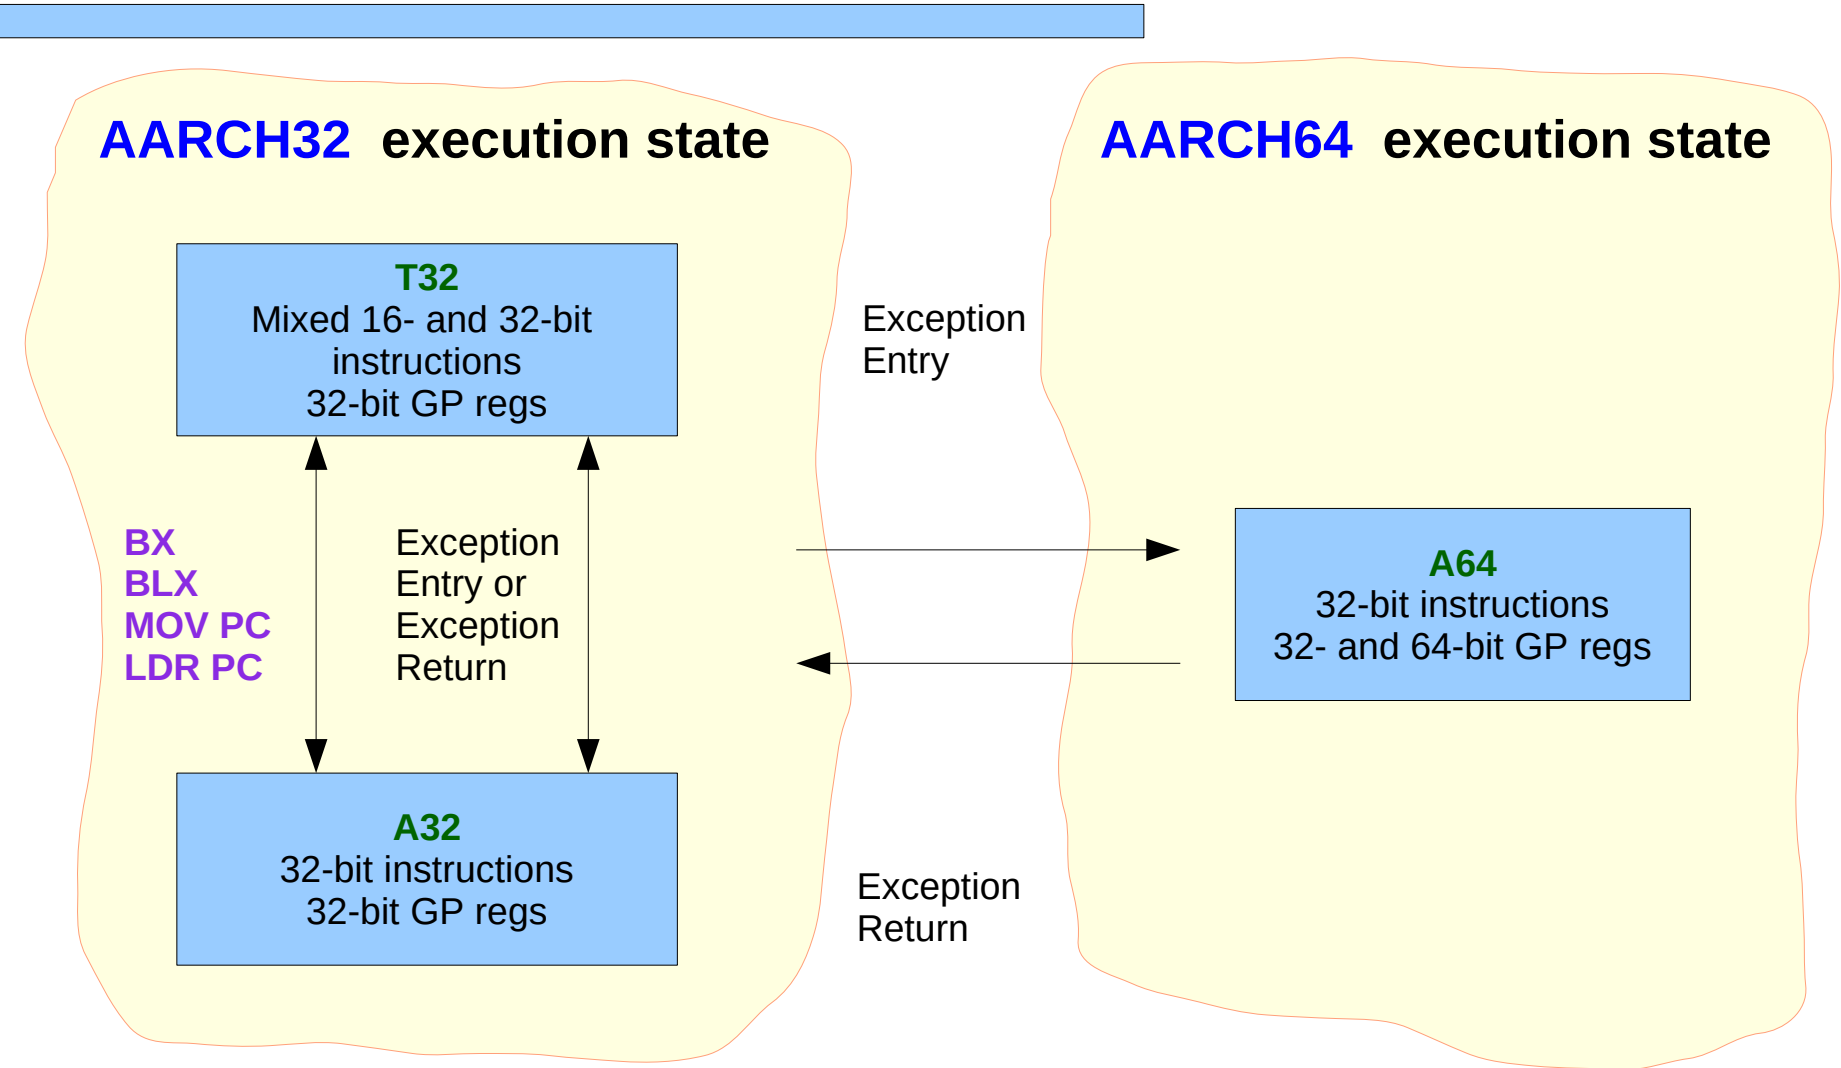 AARCH32 execution state
T32
Mixed 16- and 32-bit
instructions
32-bit GP regs
BX
BLX
MOV PC
LDR PC
Exception
Entry or
Exception
Return
A32
32-bit instructions
32-bit GP regs
Exception
Entry
Exception
Return
AARCH64 execution state
A64
32-bit instructions
32- and 64-bit GP regs